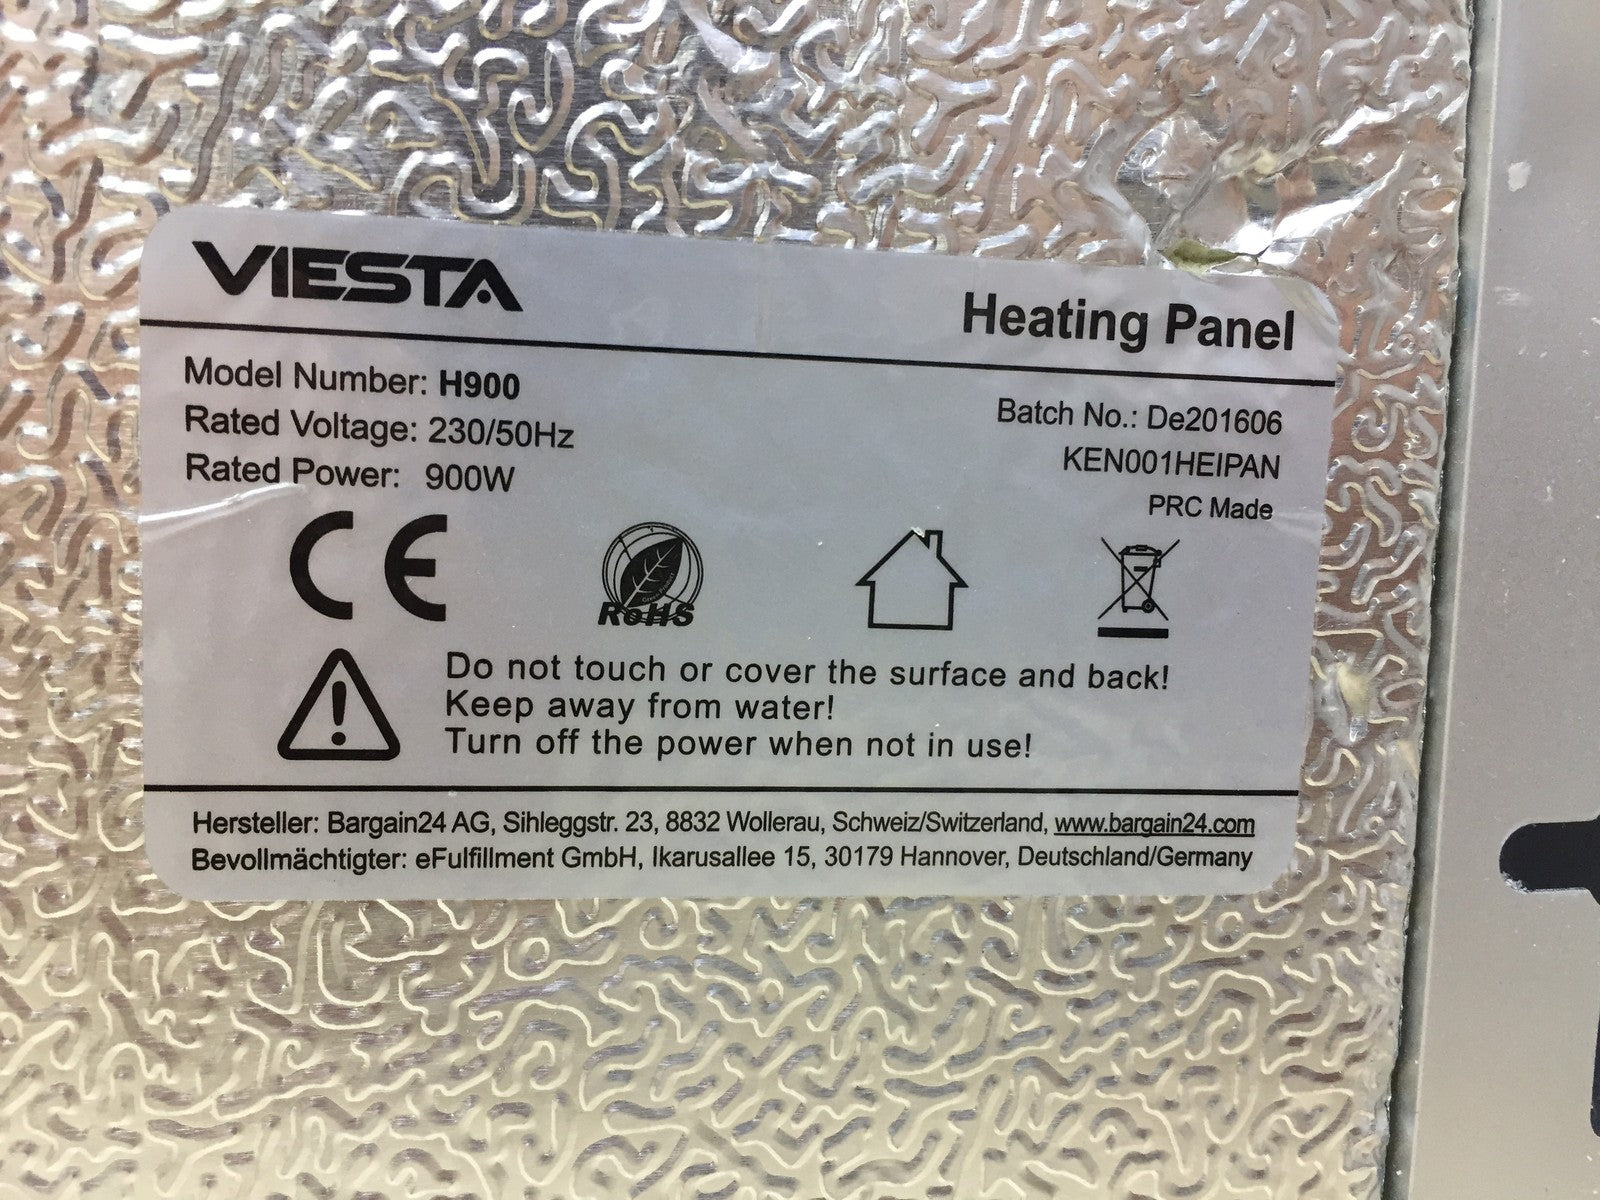 VIESTA
Heating Panel
Model Number: H900
Rated Voltage: 230/50Hz
Rated Power: 900W
Batch No.: De201606
KEN001HEIPAN
PRC Made
CE
RoHS
Do not touch or cover the surface and back!
Keep away from water!
Turn off the power when not in use!
Hersteller: Bargain24 AG, Sihleggstr. 23, 8832 Wollerau, Schweiz/Switzerland, www.bargain24.com
Bevollmächtigter: eFulfillment GmbH, Ikarusallee 15, 30179 Hannover, Deutschland/Germany